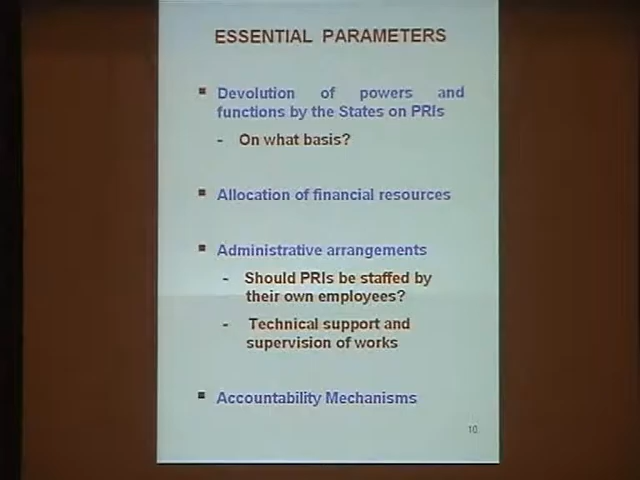 ESSENTIAL PARAMETERS
▪ Devolution of powers and
functions by the States on PRIs
- On what basis?
▪ Allocation of financial resources
▪ Administrative arrangements
- Should PRIs be staffed by
their own employees?
- Technical support and
supervision of works
▪ Accountability Mechanisms
10